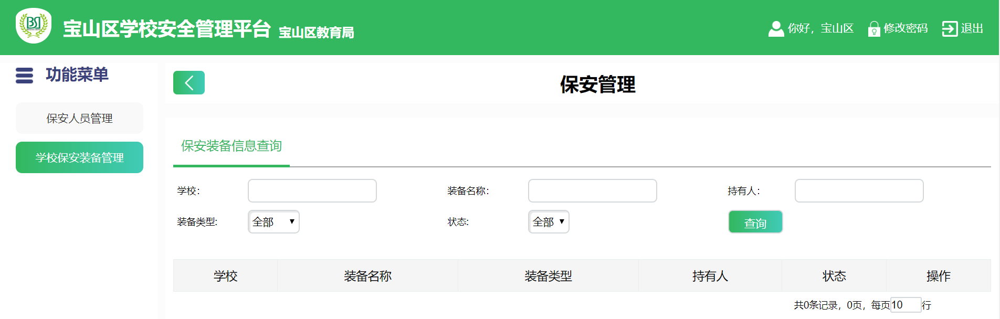 宝山区学校安全管理平台 宝山区教育局
你好，宝山区 修改密码 退出
功能菜单
保安人员管理
学校保安装备管理
保安管理
保安装备信息查询
学校： 装备名称： 持有人：
装备类型: 全部 状态: 全部 查询
学校 装备名称 装备类型 持有人 状态 操作
共0条记录，0页，每页10行